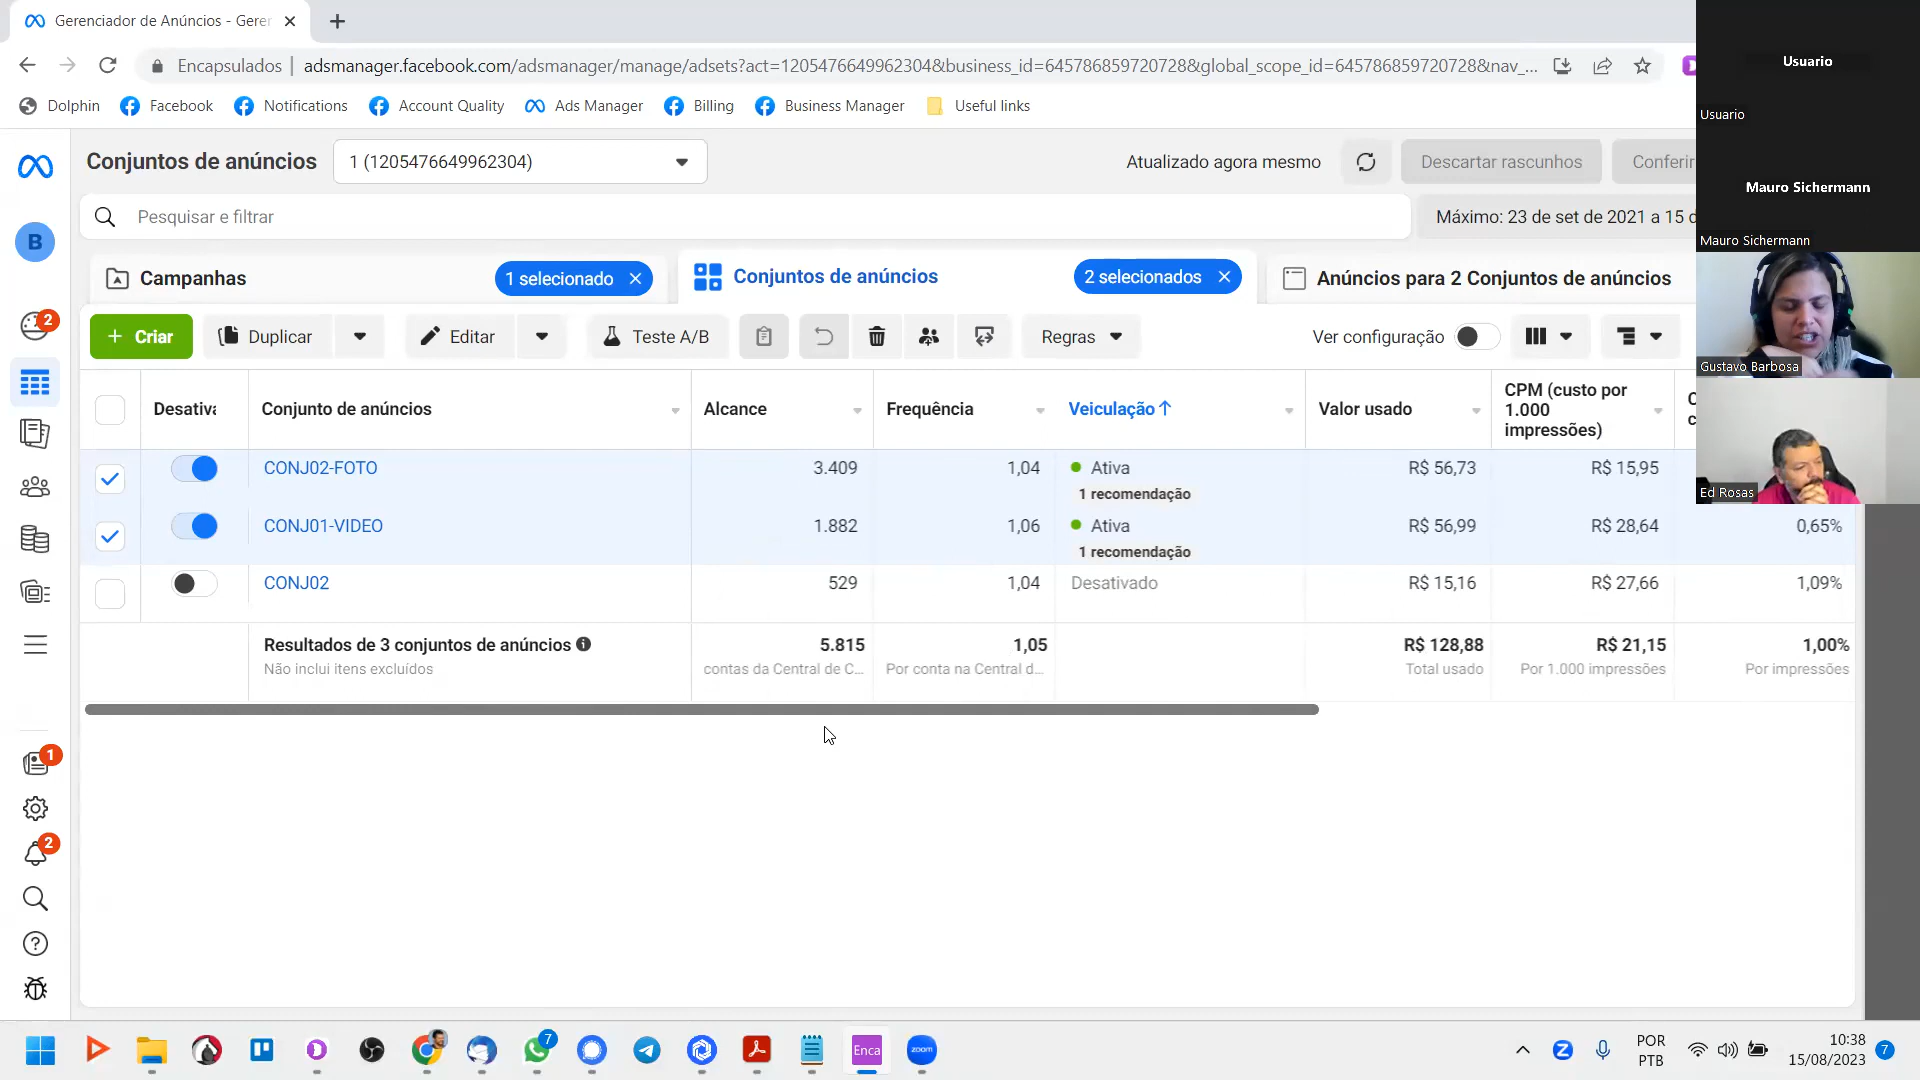 Gerenciador de Anúncios - Geren
Encapsulados
adsmanager.facebook.com/adsmanager/manage/adsets?act=1205476649962304&business_id=645786859720728&global_scope_id=645786859720728&nav_...
Dolphin
Facebook
Notifications
Account Quality
Ads Manager
Billing
Business Manager
Useful links
Conjuntos de anúncios
1 (1205476649962304)
Atualizado agora mesmo
Descartar rascunhos
Conferir
Pesquisar e filtrar
Máximo: 23 de set de 2021 a 15 d
Campanhas
1 selecionado
Conjuntos de anúncios
2 selecionados
Anúncios para 2 Conjuntos de anúncios
+ Criar
Duplicar
Editar
Teste A/B
Regras
Ver configuração
Desativa
Conjunto de anúncios
Alcance
Frequência
Veiculação↑
Valor usado
CPM (custo por
1.000
impressões)
CONJ02-FOTO
3.409
1,04
Ativa
1 recomendação
R$ 56,73
R$ 15,95
CONJ01-VIDEO
1.882
1,06
Ativa
1 recomendação
R$ 56,99
R$ 28,64
0,65%
CONJ02
529
1,04
Desativado
R$ 15,16
R$ 27,66
1,09%
Resultados de 3 conjuntos de anúncios
Não inclui itens excluídos
5.815
contas da Central de C...
1,05
Por conta na Central d...
R$ 128,88
Total usado
R$ 21,15
Por 1.000 impressões
1,00%
Por impressões
B
2
1
2
Usuario
Usuario
Mauro Sichermann
Mauro Sichermann
Gustavo Barbosa
Ed Rosas
7
Enca
zoom
Z
POR
PTB
10:38
15/08/2023
7